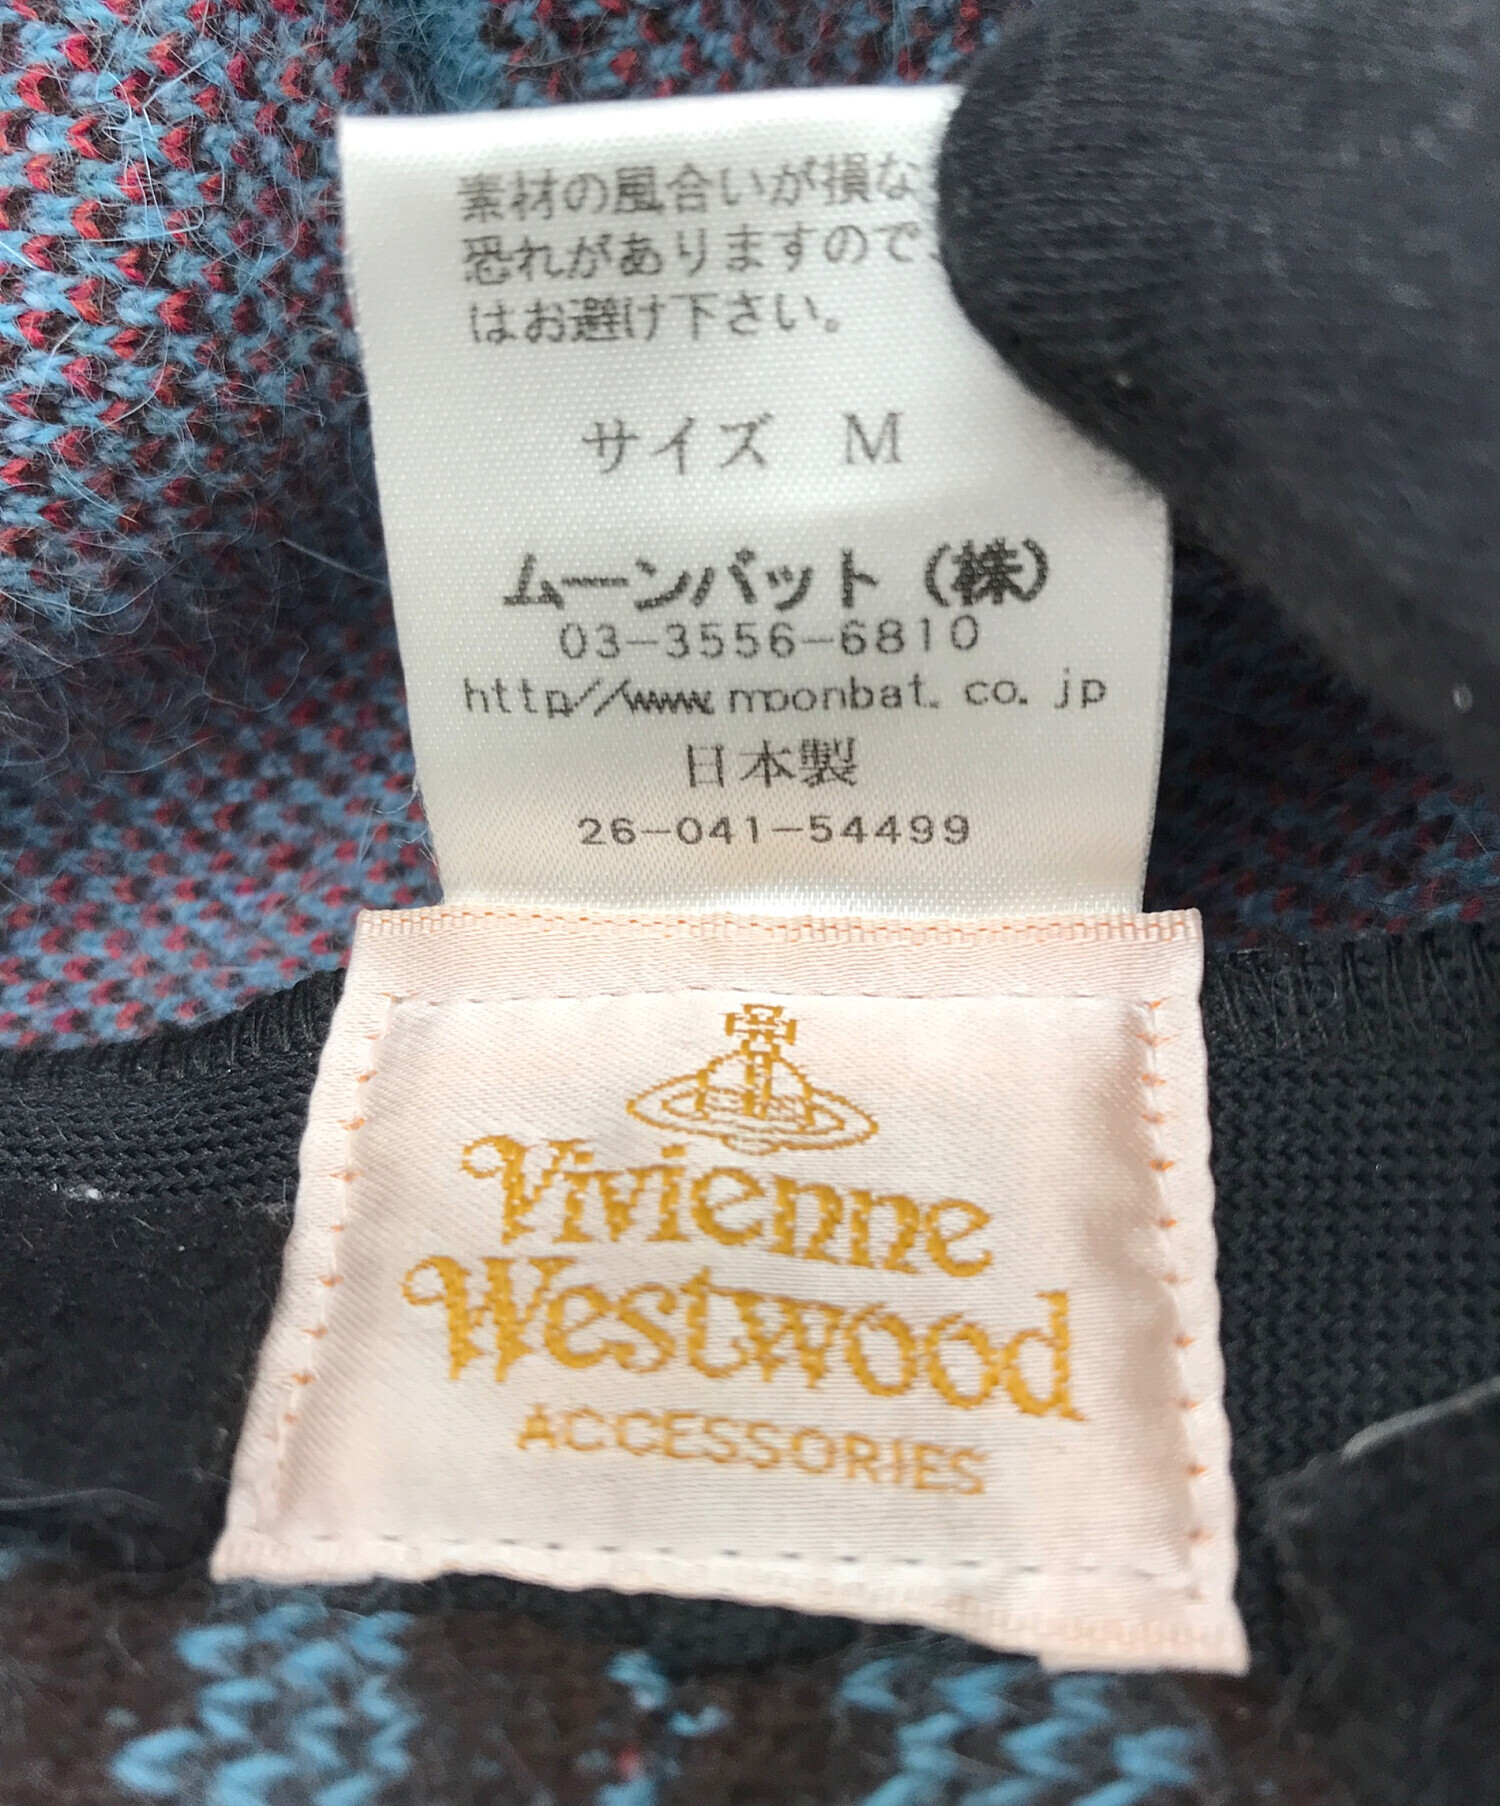 素材の風合いが損な
恐れがありますので、
はお避け下さい。
サイズ M
ムーンバット（株）
03-3556-6810
http//www.moonbat.co.jp
日本製
26-041-54499
Vivienne
Westwood
ACCESSORIES